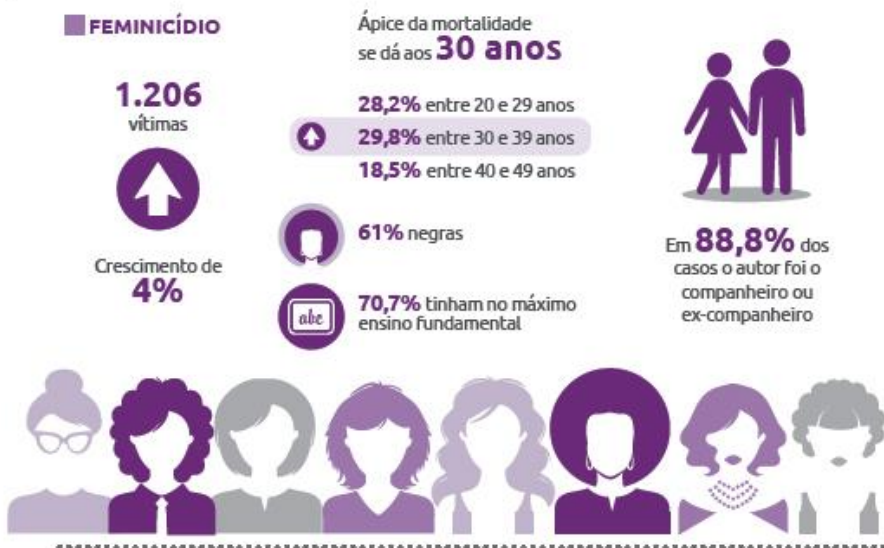 FEMINICÍDIO
1.206
vítimas
Crescimento de
4%
Ápice da mortalidade
se dá aos 30 anos
28,2% entre 20 e 29 anos
29,8% entre 30 e 39 anos
18,5% entre 40 e 49 anos
61% negras
abc
70,7% tinham no máximo
ensino fundamental
Em 88,8% dos
casos o autor foi o
companheiro ou
ex-companheiro